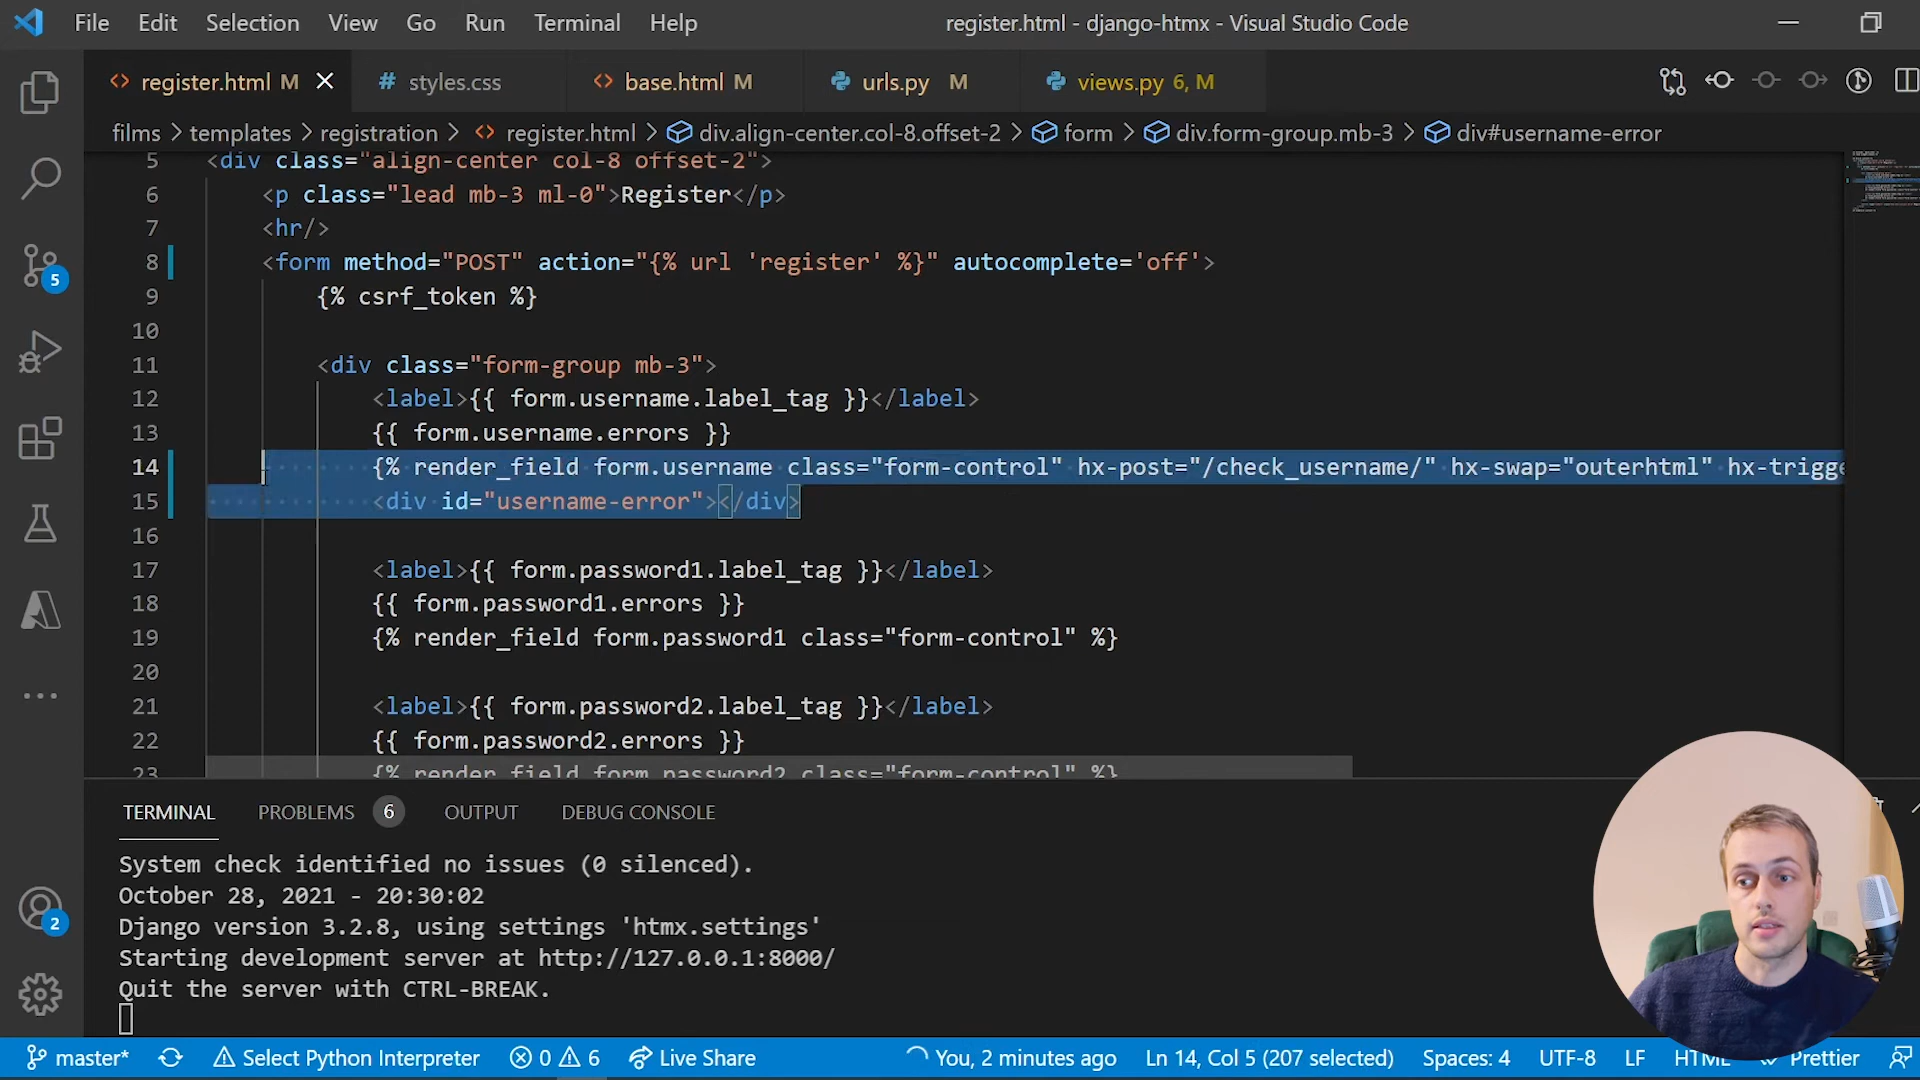 File Edit Selection View Go Run Terminal Help register.html - django-htmx - Visual Studio Code
<> register.html M # styles.css <> base.html M urls.py M views.py 6, M
films > templates > registration > <> register.html > div.align-center.col-8.offset-2 > form > div.form-group.mb-3 > div#username-error
5 <div class="align-center col-8 offset-2">
6 <p class="lead mb-3 ml-0">Register</p>
7 <hr/>
8 <form method="POST" action="{% url 'register' %}" autocomplete='off'>
9 {% csrf_token %}
10
11 <div class="form-group mb-3">
12 <label>{{ form.username.label_tag }}</label>
13 {{ form.username.errors }}
14 {% render_field form.username class="form-control" hx-post="/check_username/" hx-swap="outerhtml" hx-trigge
15 <div id="username-error"></div>
16
17 <label>{{ form.password1.label_tag }}</label>
18 {{ form.password1.errors }}
19 {% render_field form.password1 class="form-control" %}
20
21 <label>{{ form.password2.label_tag }}</label>
22 {{ form.password2.errors }}
23 {% render_field form.password2 class="form-control" %}
5
TERMINAL PROBLEMS 6 OUTPUT DEBUG CONSOLE
System check identified no issues (0 silenced).
October 28, 2021 - 20:30:02
Django version 3.2.8, using settings 'htmx.settings'
Starting development server at http://127.0.0.1:8000/
Quit the server with CTRL-BREAK.
2
master* Select Python Interpreter 0 6 Live Share You, 2 minutes ago Ln 14, Col 5 (207 selected) Spaces: 4 UTF-8 LF HTML Prettier